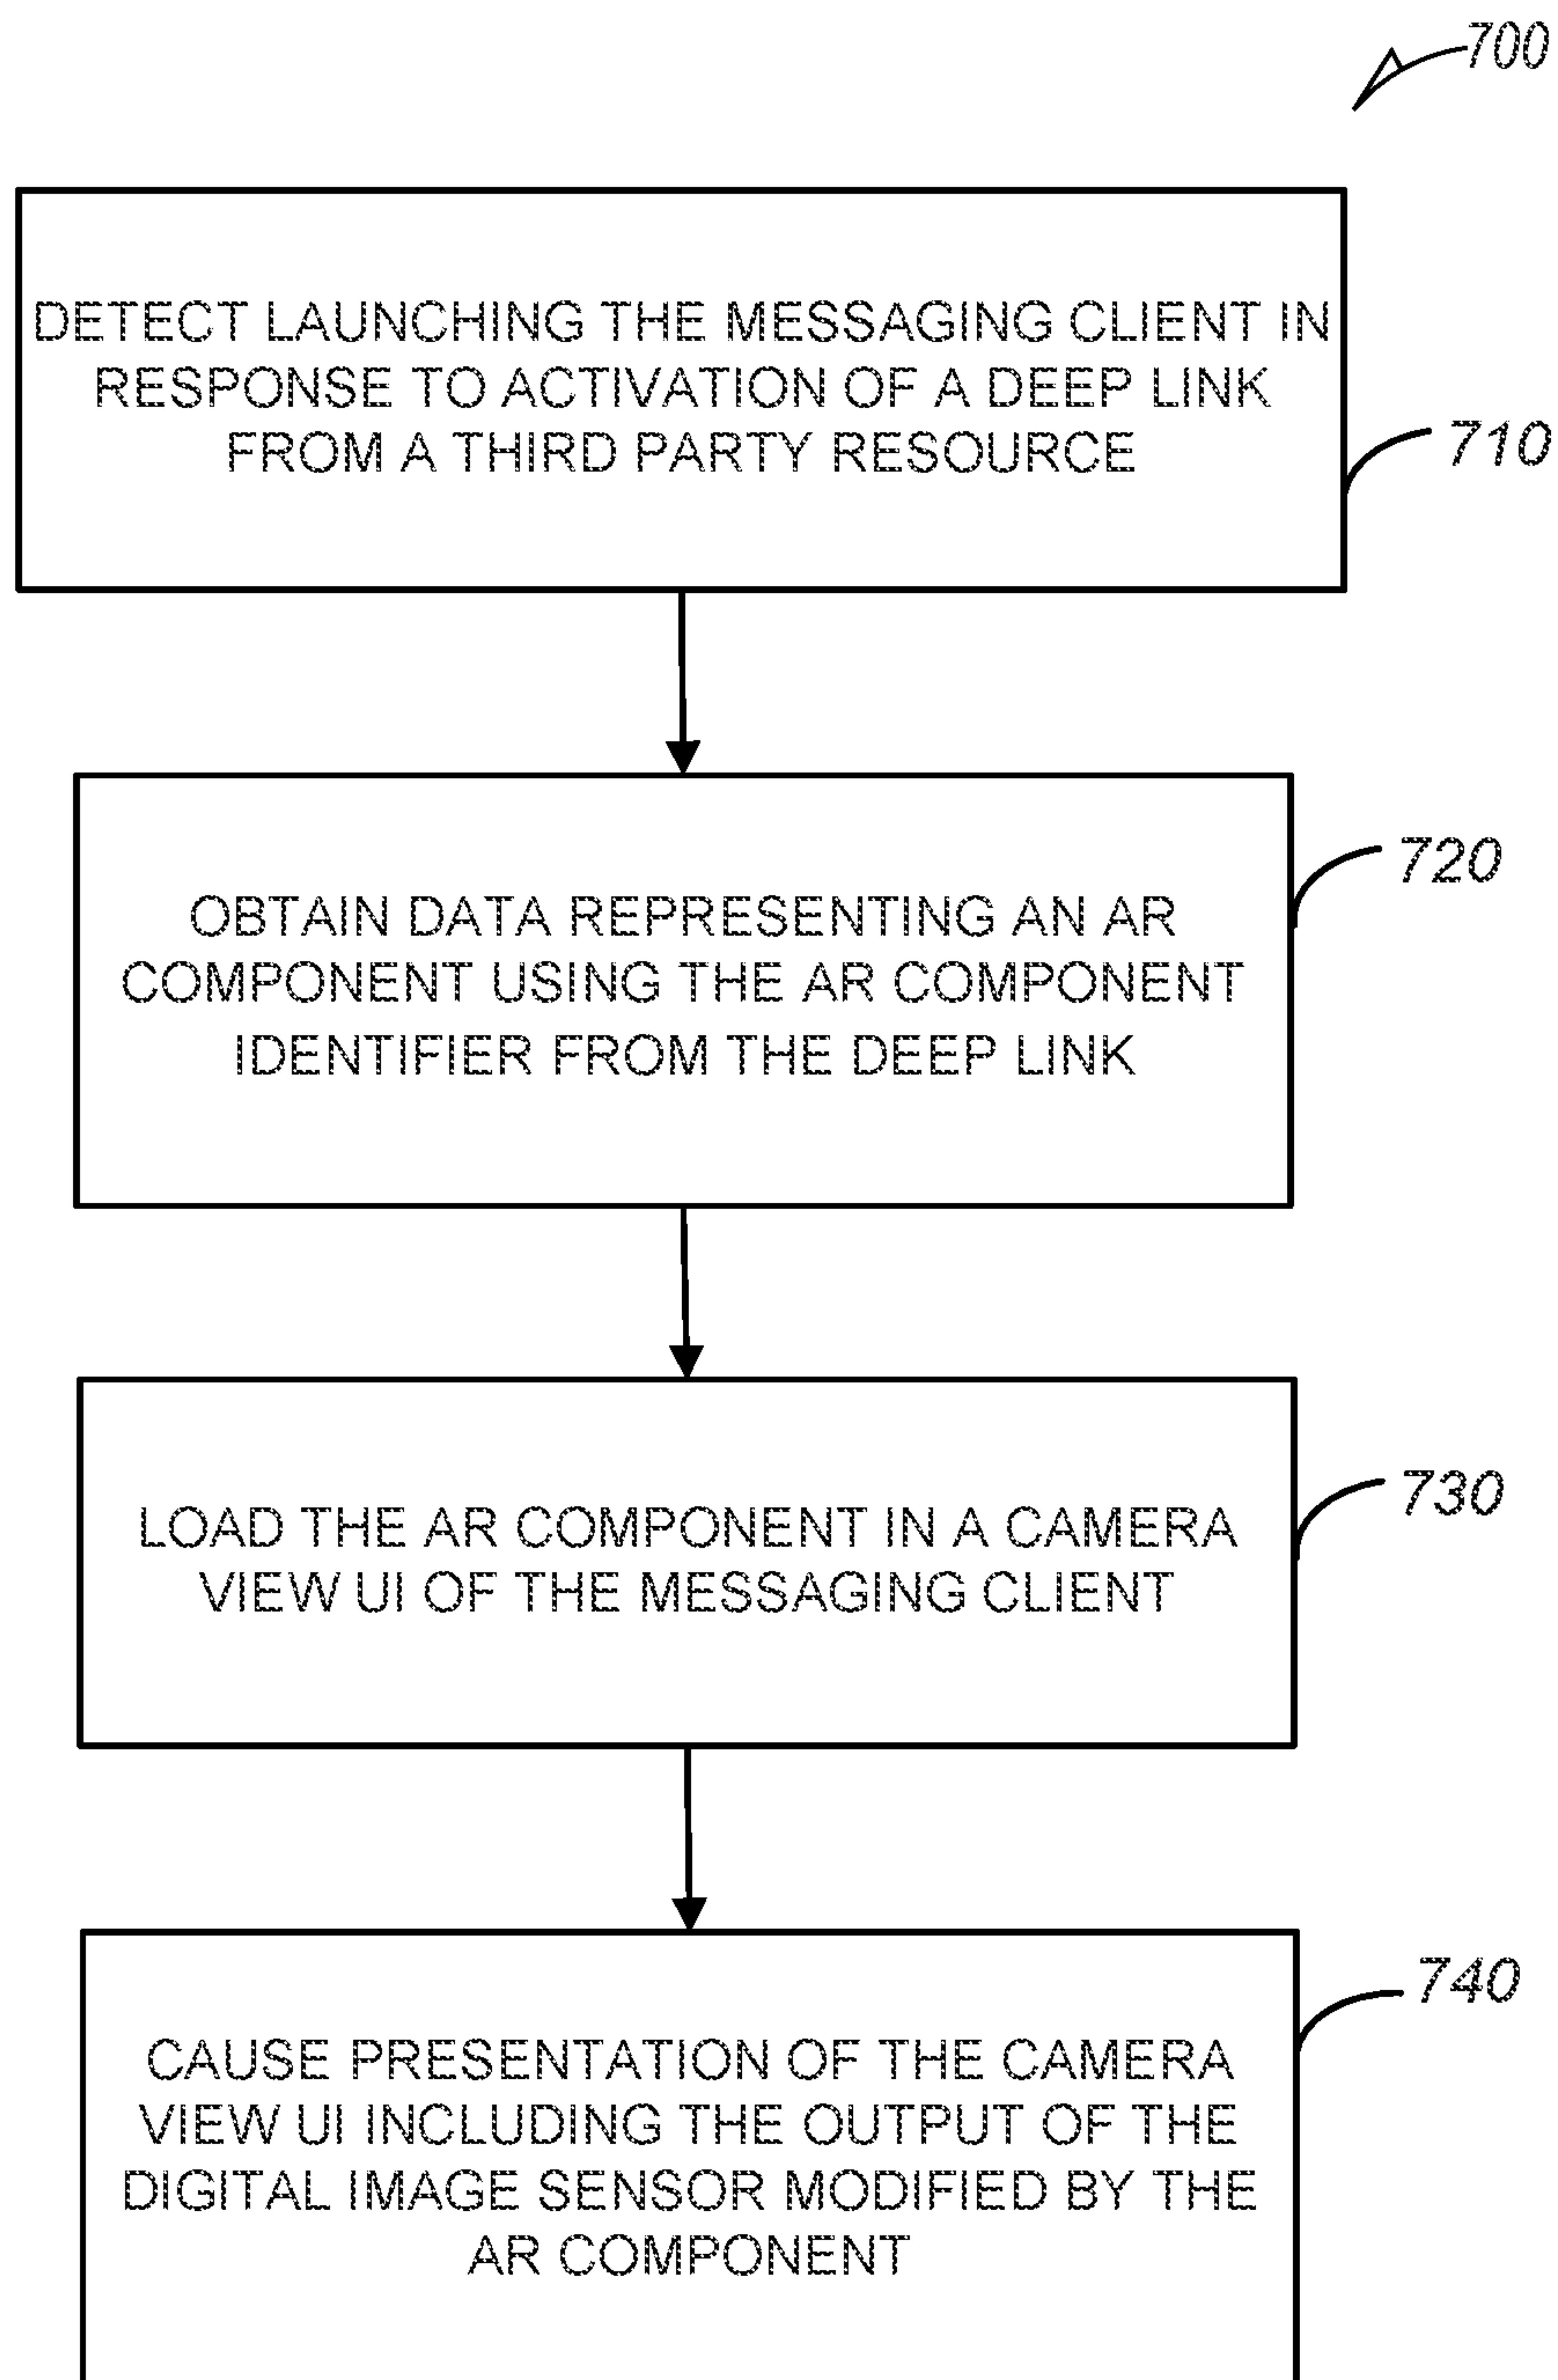 700
DETECT LAUNCHING THE MESSAGING CLIENT IN
RESPONSE TO ACTIVATION OF A DEEP LINK
FROM A THIRD PARTY RESOURCE
710
OBTAIN DATA REPRESENTING AN AR
COMPONENT USING THE AR COMPONENT
IDENTIFIER FROM THE DEEP LINK
720
LOAD THE AR COMPONENT IN A CAMERA
VIEW UI OF THE MESSAGING CLIENT
730
CAUSE PRESENTATION OF THE CAMERA
VIEW UI INCLUDING THE OUTPUT OF THE
DIGITAL IMAGE SENSOR MODIFIED BY THE
AR COMPONENT
740